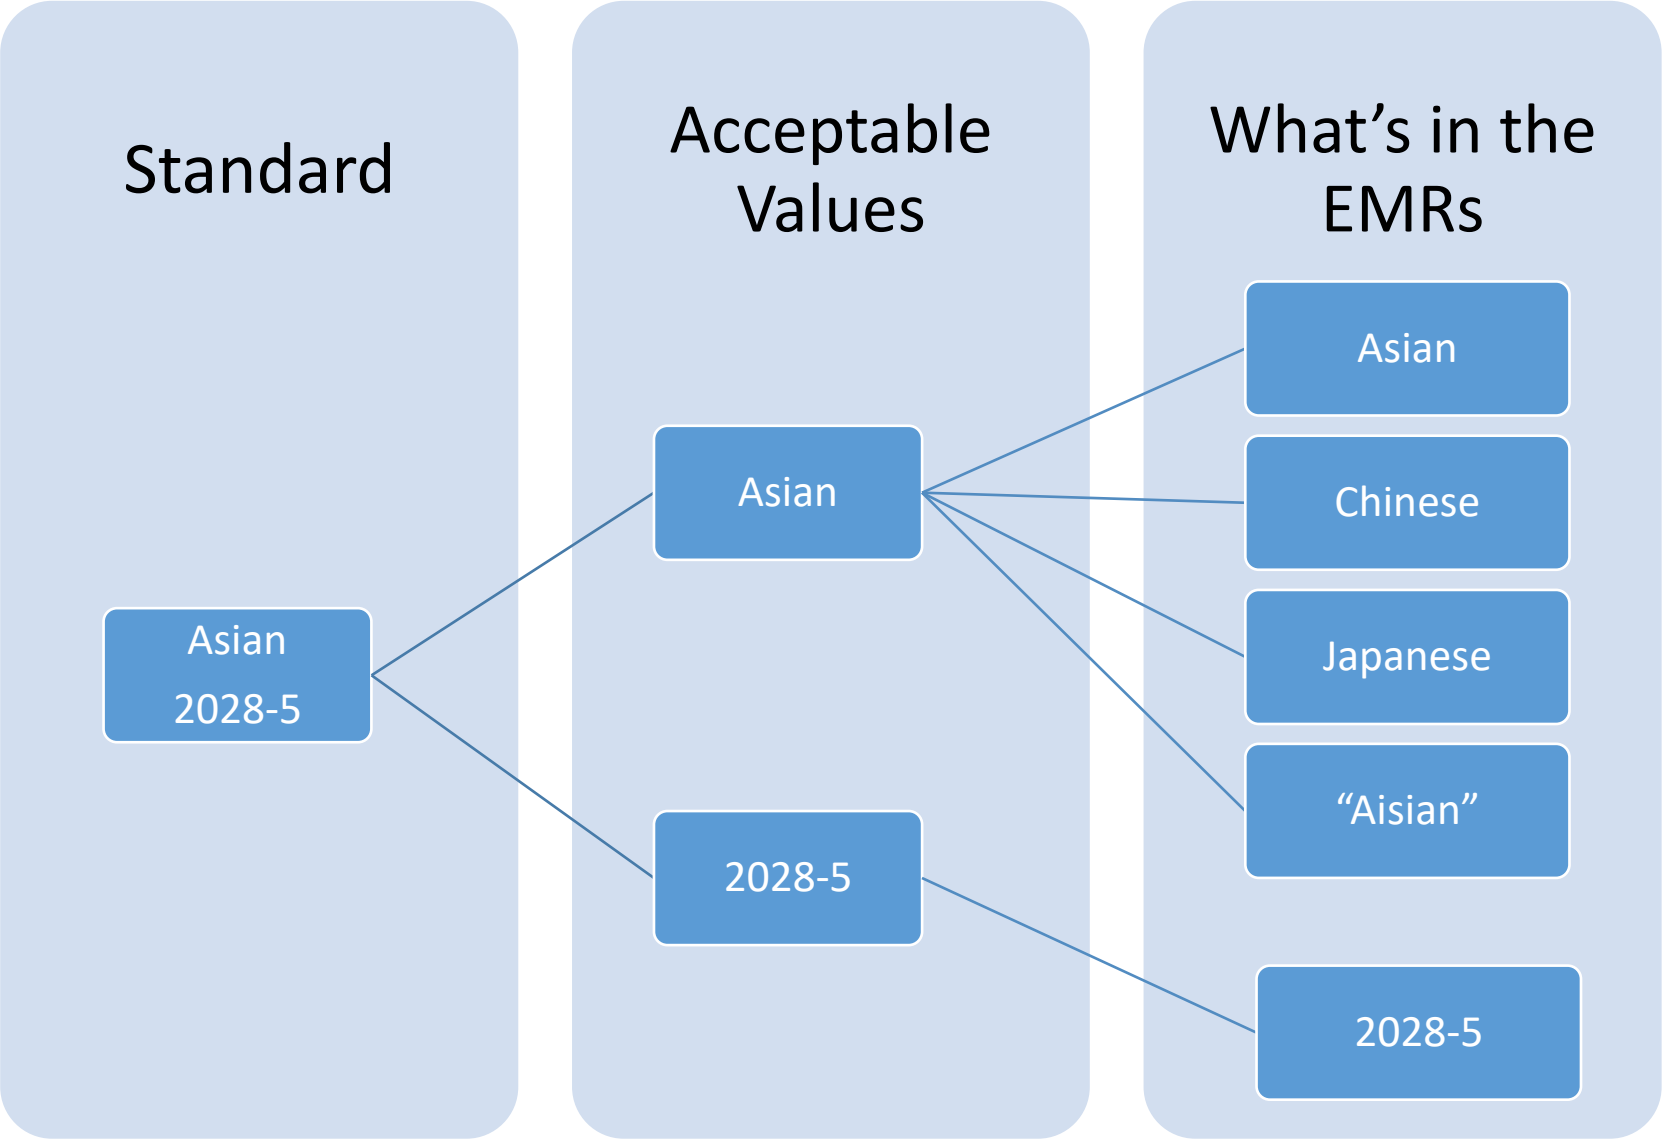 Standard
Asian
2028-5
Acceptable
Values
Asian
2028-5
What’s in the
EMRs
Asian
Chinese
Japanese
“Aisian”
2028-5